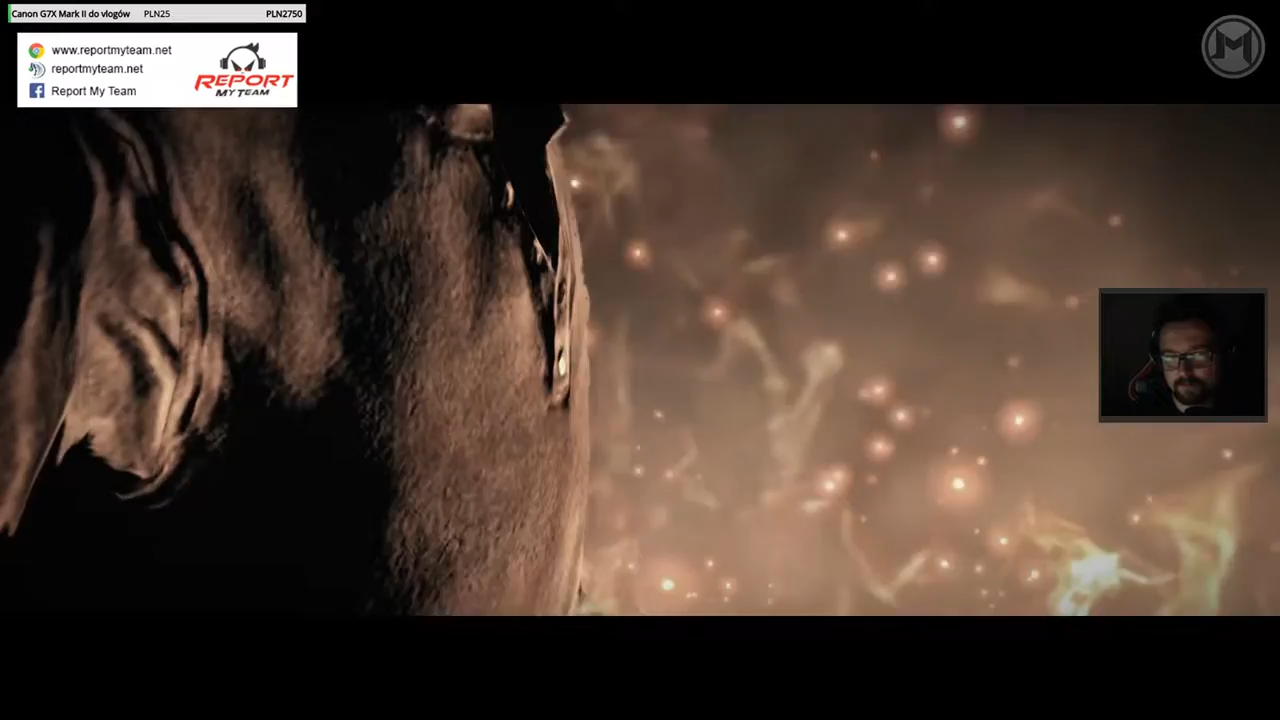 Canon G7X Mark II do vlogów PLN25 PLN2750
www.reportmyteam.net
reportmyteam.net
Report My Team
REPORT
MY TEAM